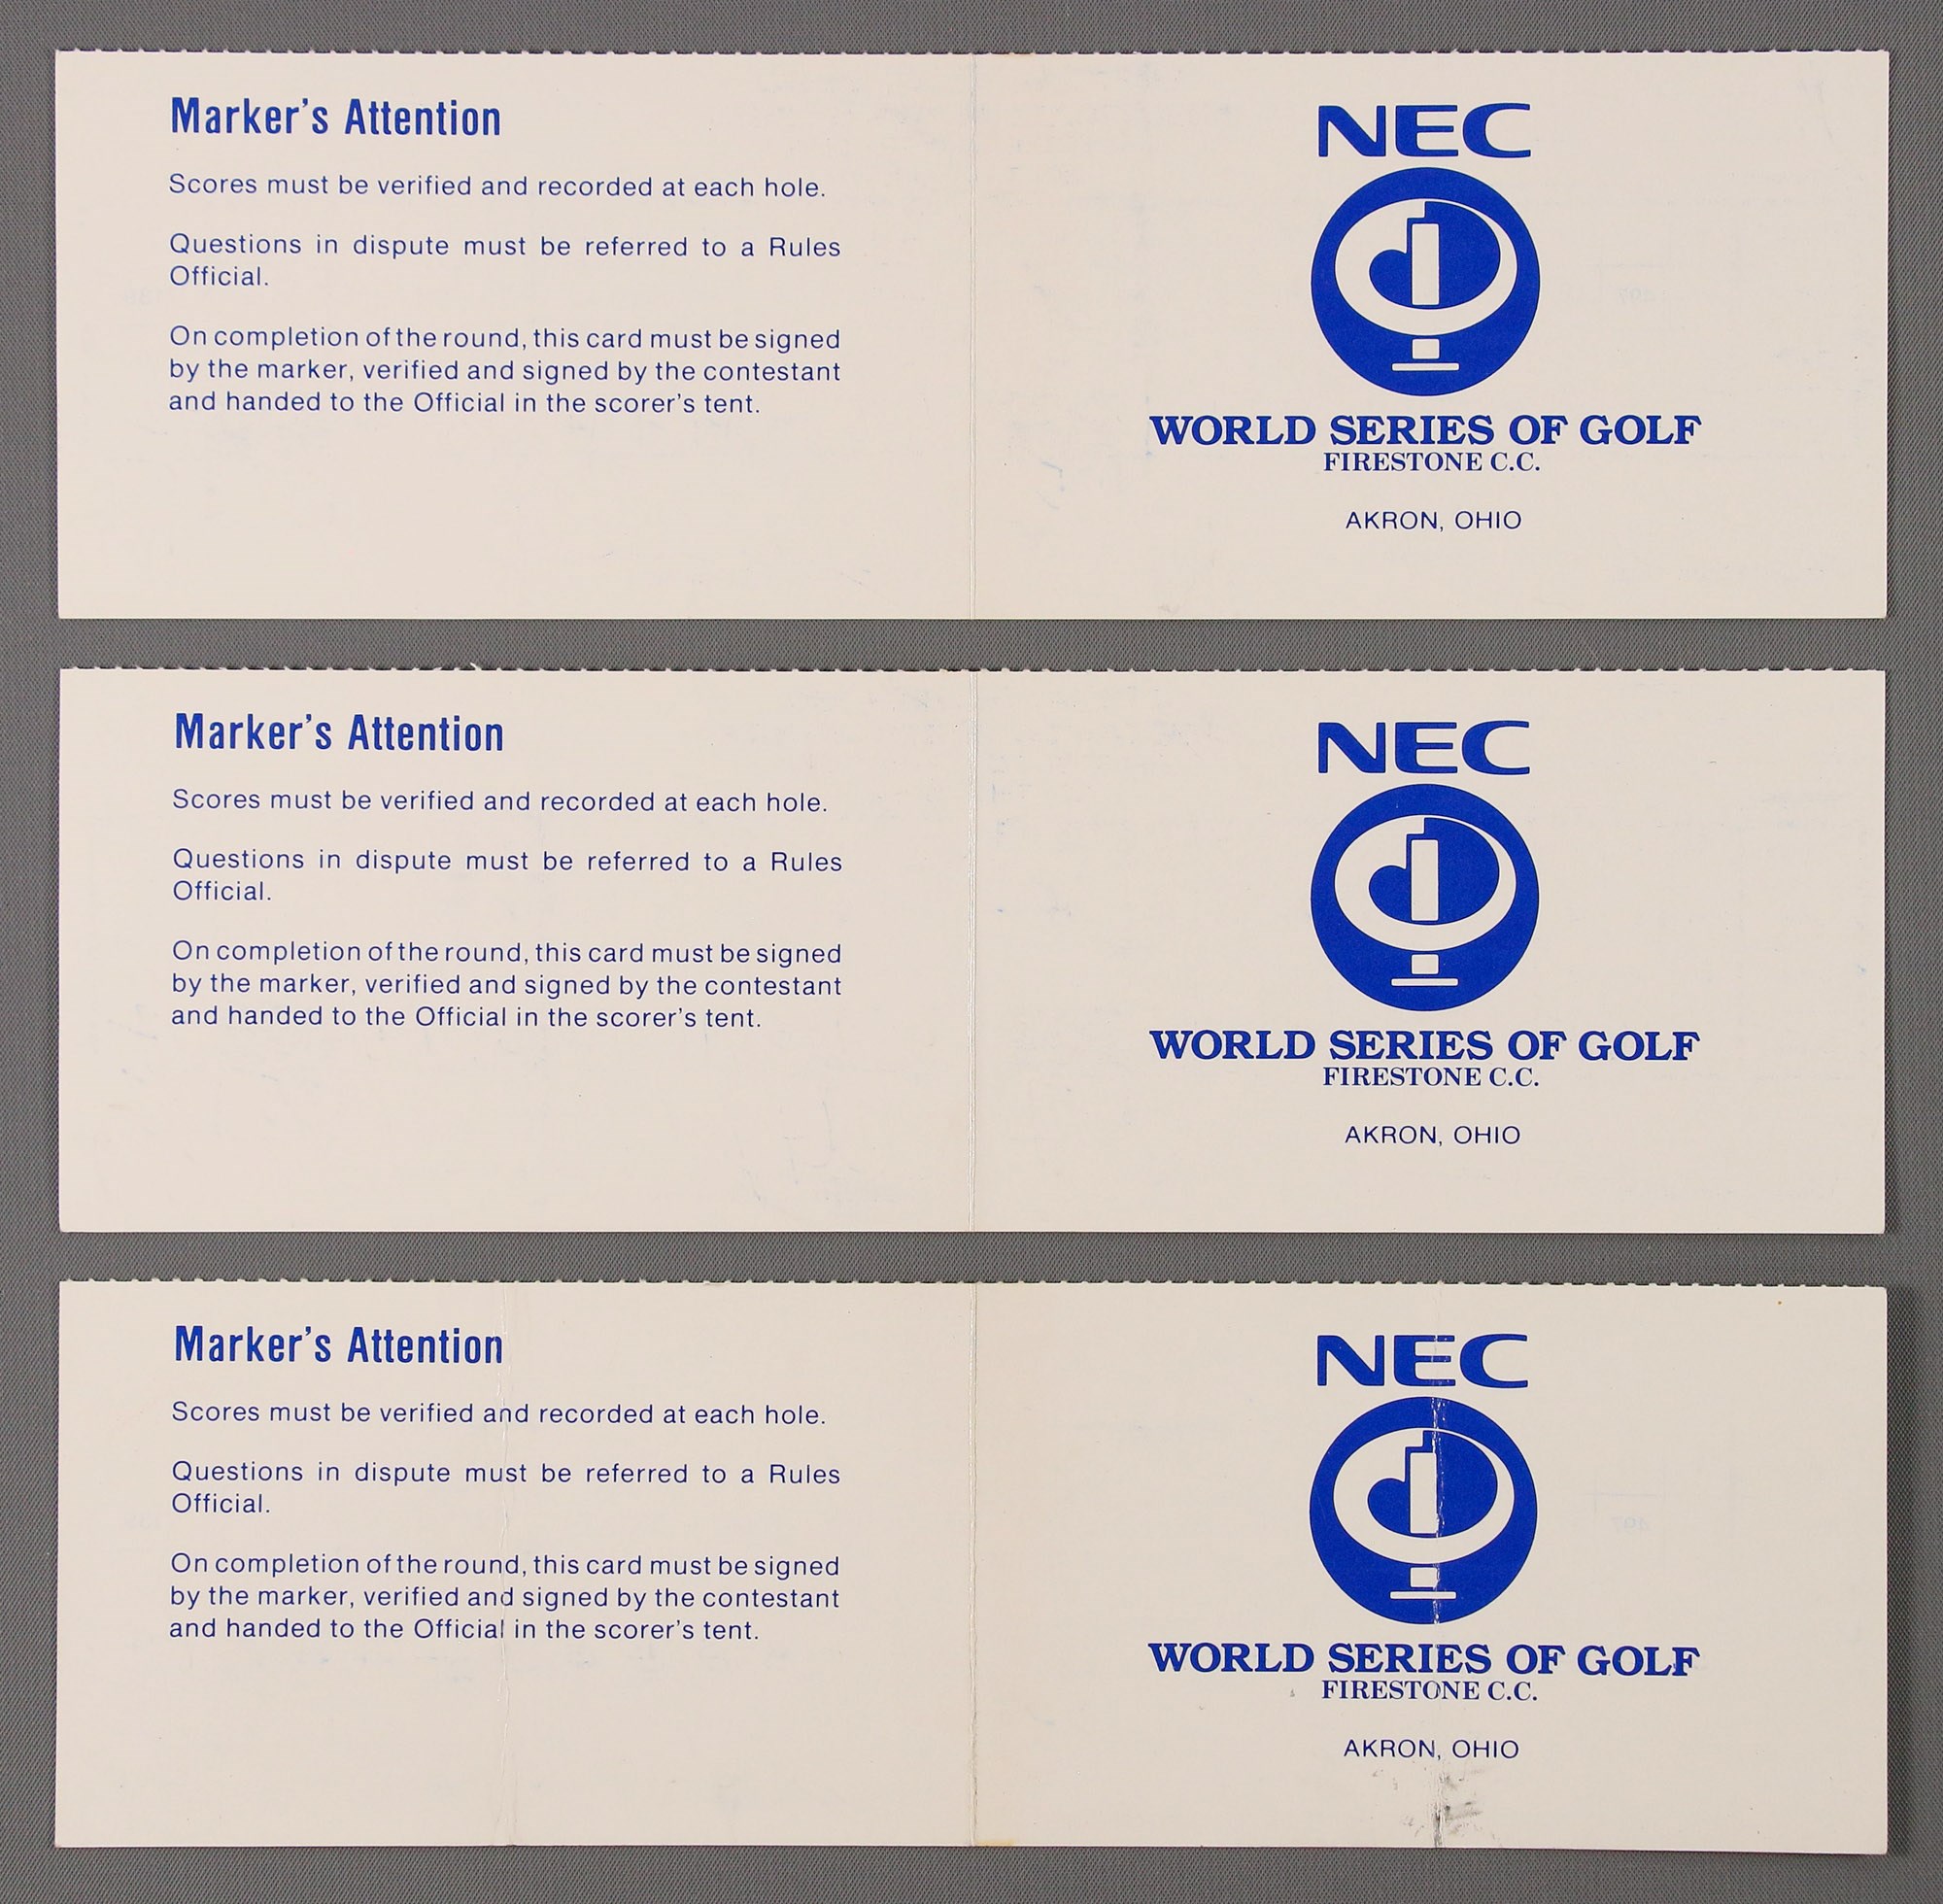 Marker's Attention
Scores must be verified and recorded at each hole.
Questions in dispute must be referred to a Rules
Official.
On completion of the round, this card must be signed
by the marker, verified and signed by the contestant
and handed to the Official in the scorer's tent.
NEC
WORLD SERIES OF GOLF
FIRESTONE C.C.
AKRON, OHIO
Marker's Attention
Scores must be verified and recorded at each hole.
Questions in dispute must be referred to a Rules
Official.
On completion of the round, this card must be signed
by the marker, verified and signed by the contestant
and handed to the Official in the scorer's tent.
NEC
WORLD SERIES OF GOLF
FIRESTONE C.C.
AKRON, OHIO
Marker's Attention
Scores must be verified and recorded at each hole.
Questions in dispute must be referred to a Rules
Official.
On completion of the round, this card must be signed
by the marker, verified and signed by the contestant
and handed to the Official in the scorer's tent.
NEC
WORLD SERIES OF GOLF
FIRESTONE C.C.
AKRON, OHIO